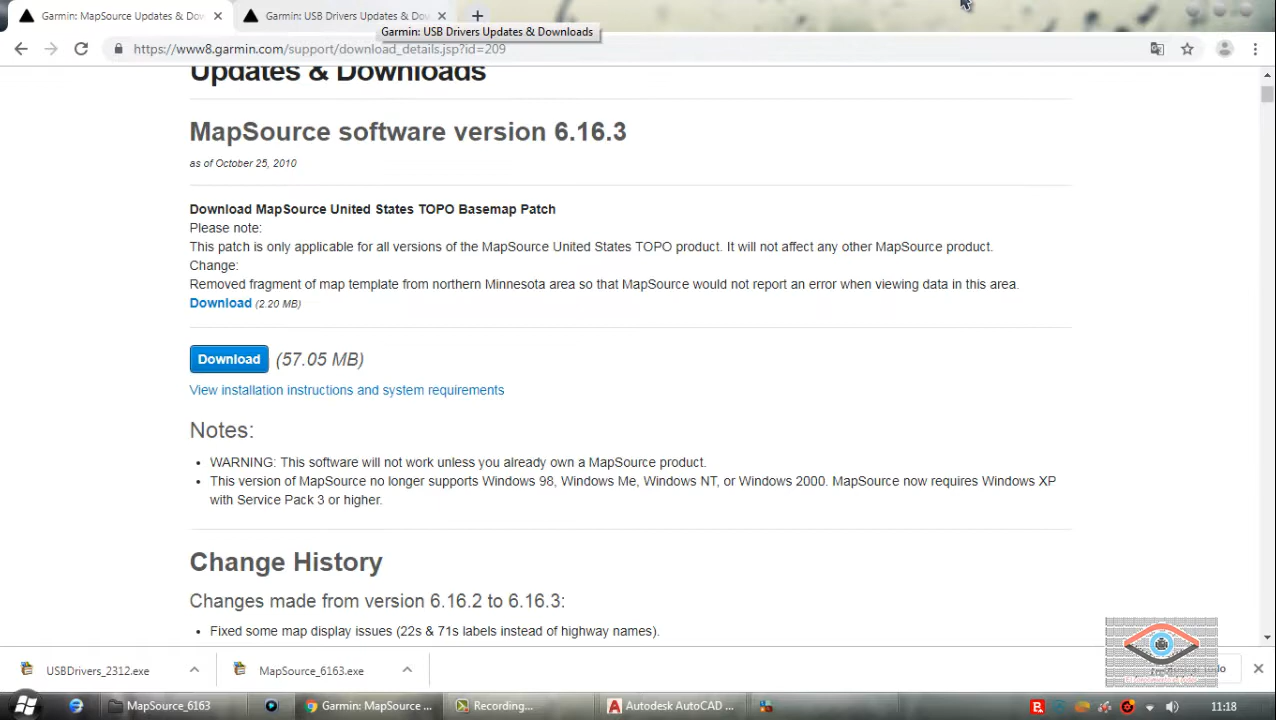 Garmin: MapSource Updates & Dow
Garmin: USB Drivers Updates & Dow
Garmin: USB Drivers Updates & Downloads
https://www8.garmin.com/support/download_details.jsp?id=209
Updates & Downloads
MapSource software version 6.16.3
as of October 25, 2010
Download MapSource United States TOPO Basemap Patch
Please note:
This patch is only applicable for all versions of the MapSource United States TOPO product. It will not affect any other MapSource product.
Change:
Removed fragment of map template from northern Minnesota area so that MapSource would not report an error when viewing data in this area.
Download (2.20 MB)
Download (57.05 MB)
View installation instructions and system requirements
Notes:
• WARNING: This software will not work unless you already own a MapSource product.
• This version of MapSource no longer supports Windows 98, Windows Me, Windows NT, or Windows 2000. MapSource now requires Windows XP
with Service Pack 3 or higher.
Change History
Changes made from version 6.16.2 to 6.16.3:
• Fixed some map display issues (22s & 71s labels instead of highway names).
USBDrivers_2312.exe
MapSource_6163.exe
MapSource_6163
Garmin: MapSource ...
Recording...
Autodesk AutoCAD ...
11:18